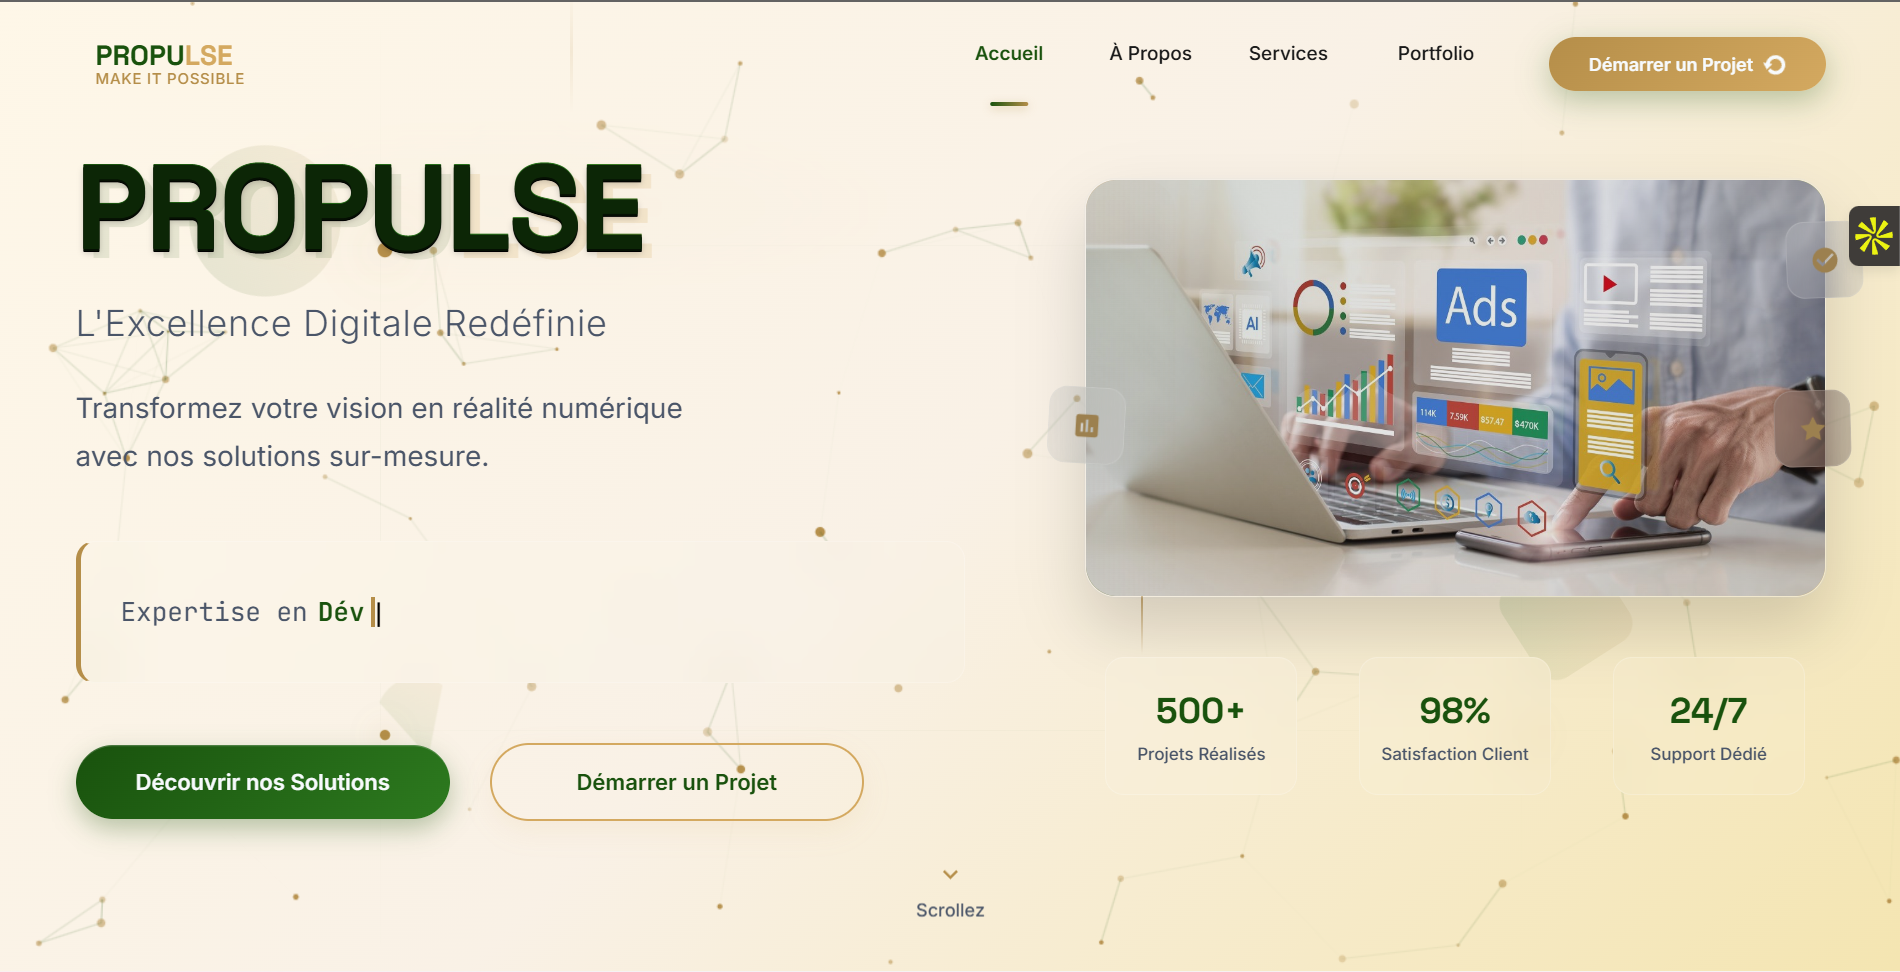 PROPULSE
MAKE IT POSSIBLE
Accueil
À Propos
Services
Portfolio
Démarrer un Projet
PROPULSE
L'Excellence Digitale Redéfinie
Transformez votre vision en réalité numérique
avec nos solutions sur-mesure.
Expertise en Dév
Découvrir nos Solutions
Démarrer un Projet
Ads
AI
114K
7.59K
$57.47
$470K
500+
Projets Réalisés
98%
Satisfaction Client
24/7
Support Dédié
Scrollez